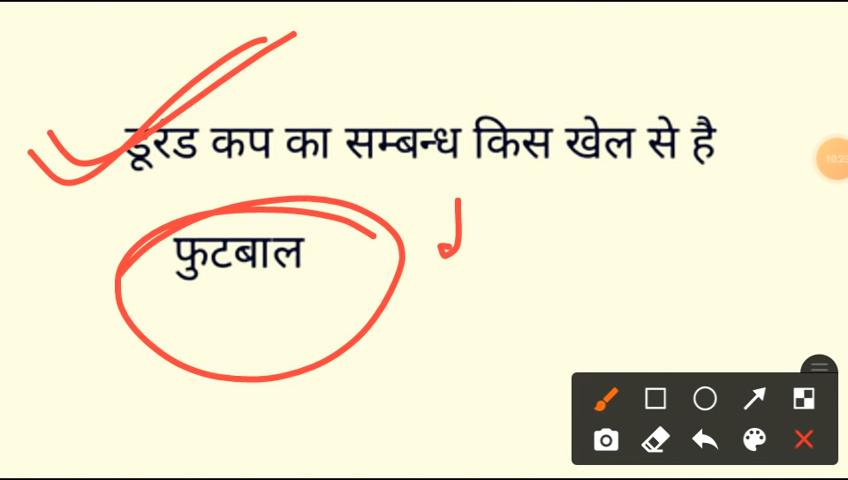 डूरंड कप का सम्बन्ध किस खेल से है
फुटबाल